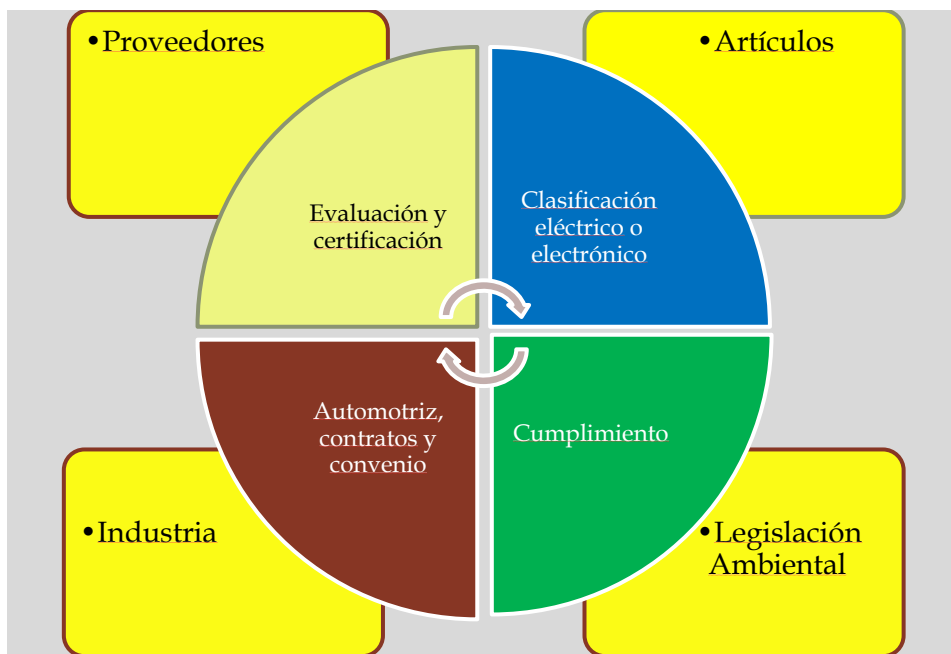 •Proveedores
•Artículos
Evaluación y
certificación
Clasificación
eléctrico o
electrónico
Automotriz,
contratos y
convenio
Cumplimiento
•Industria
•Legislación
Ambiental